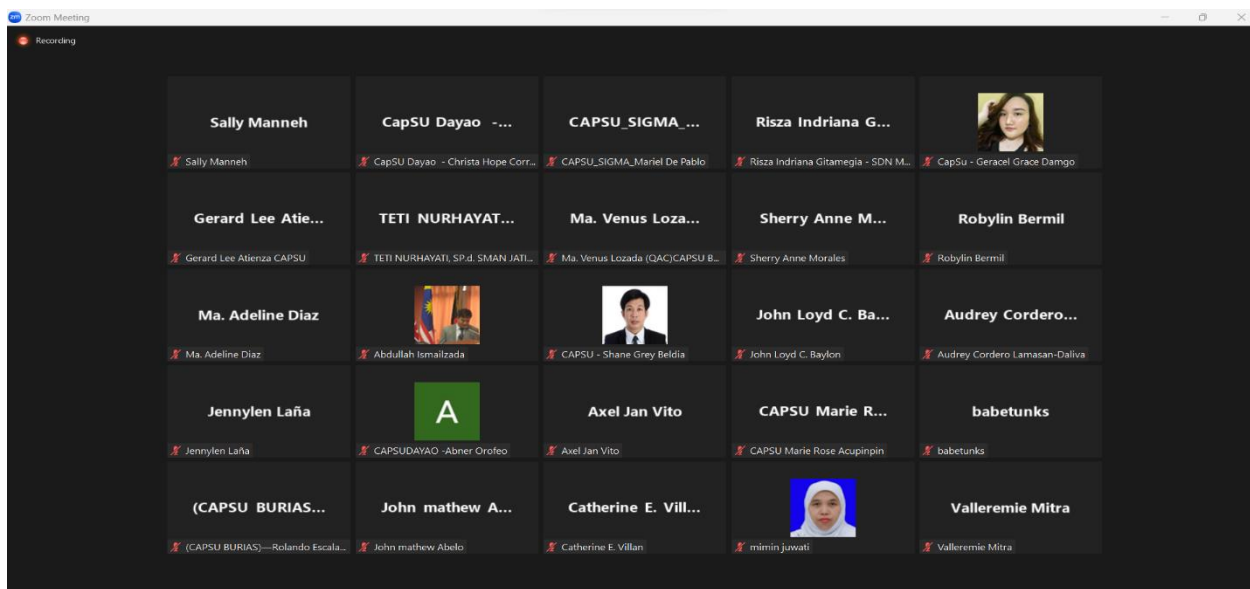 zm Zoom Meeting
Recording
Sally Manneh
CapSU Dayao -...
CAPSU_SIGMA_...
Risza Indriana G...
Sally Manneh
CapSU Dayao - Christa Hope Corr...
CAPSU_SIGMA_Mariel De Pablo
Risza Indriana Gitamegia - SDN M...
CapSu - Geracel Grace Damgo
Gerard Lee Atie...
TETI NURHAYAT...
Ma. Venus Loza...
Sherry Anne M...
Robylin Bermil
Gerard Lee Atienza CAPSU
TETI NURHAYATI, SP.d. SMAN JATI...
Ma. Venus Lozada (QAC)CAPSU B...
Sherry Anne Morales
Robylin Bermil
Ma. Adeline Diaz
John Loyd C. Ba...
Audrey Cordero...
Ma. Adeline Diaz
Abdullah Ismailzada
CAPSU - Shane Grey Beldia
John Loyd C. Baylon
Audrey Cordero Lamasan-Daliva
Jennylen Laña
A
Axel Jan Vito
CAPSU Marie R...
babetunks
Jennylen Laña
CAPSUDAYAO -Abner Orofeo
Axel Jan Vito
CAPSU Marie Rose Acupinpin
babetunks
(CAPSU BURIAS...
John mathew A...
Catherine E. Vill...
Valleremie Mitra
(CAPSU BURIAS)---Rolando Escala...
John mathew Abelo
Catherine E. Villan
mimin juwati
Valleremie Mitra